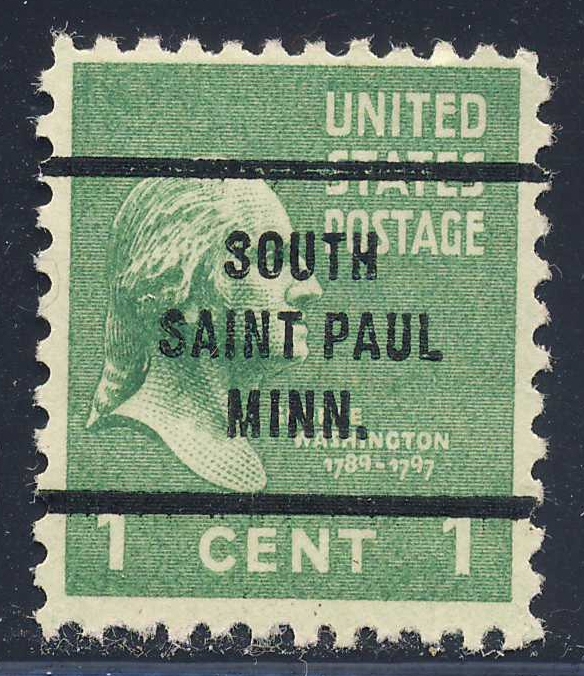 UNITED
STATES
POSTAGE
SOUTH
SAINT PAUL
MINN.
WASHINGTON
1789-1797
1 CENT 1